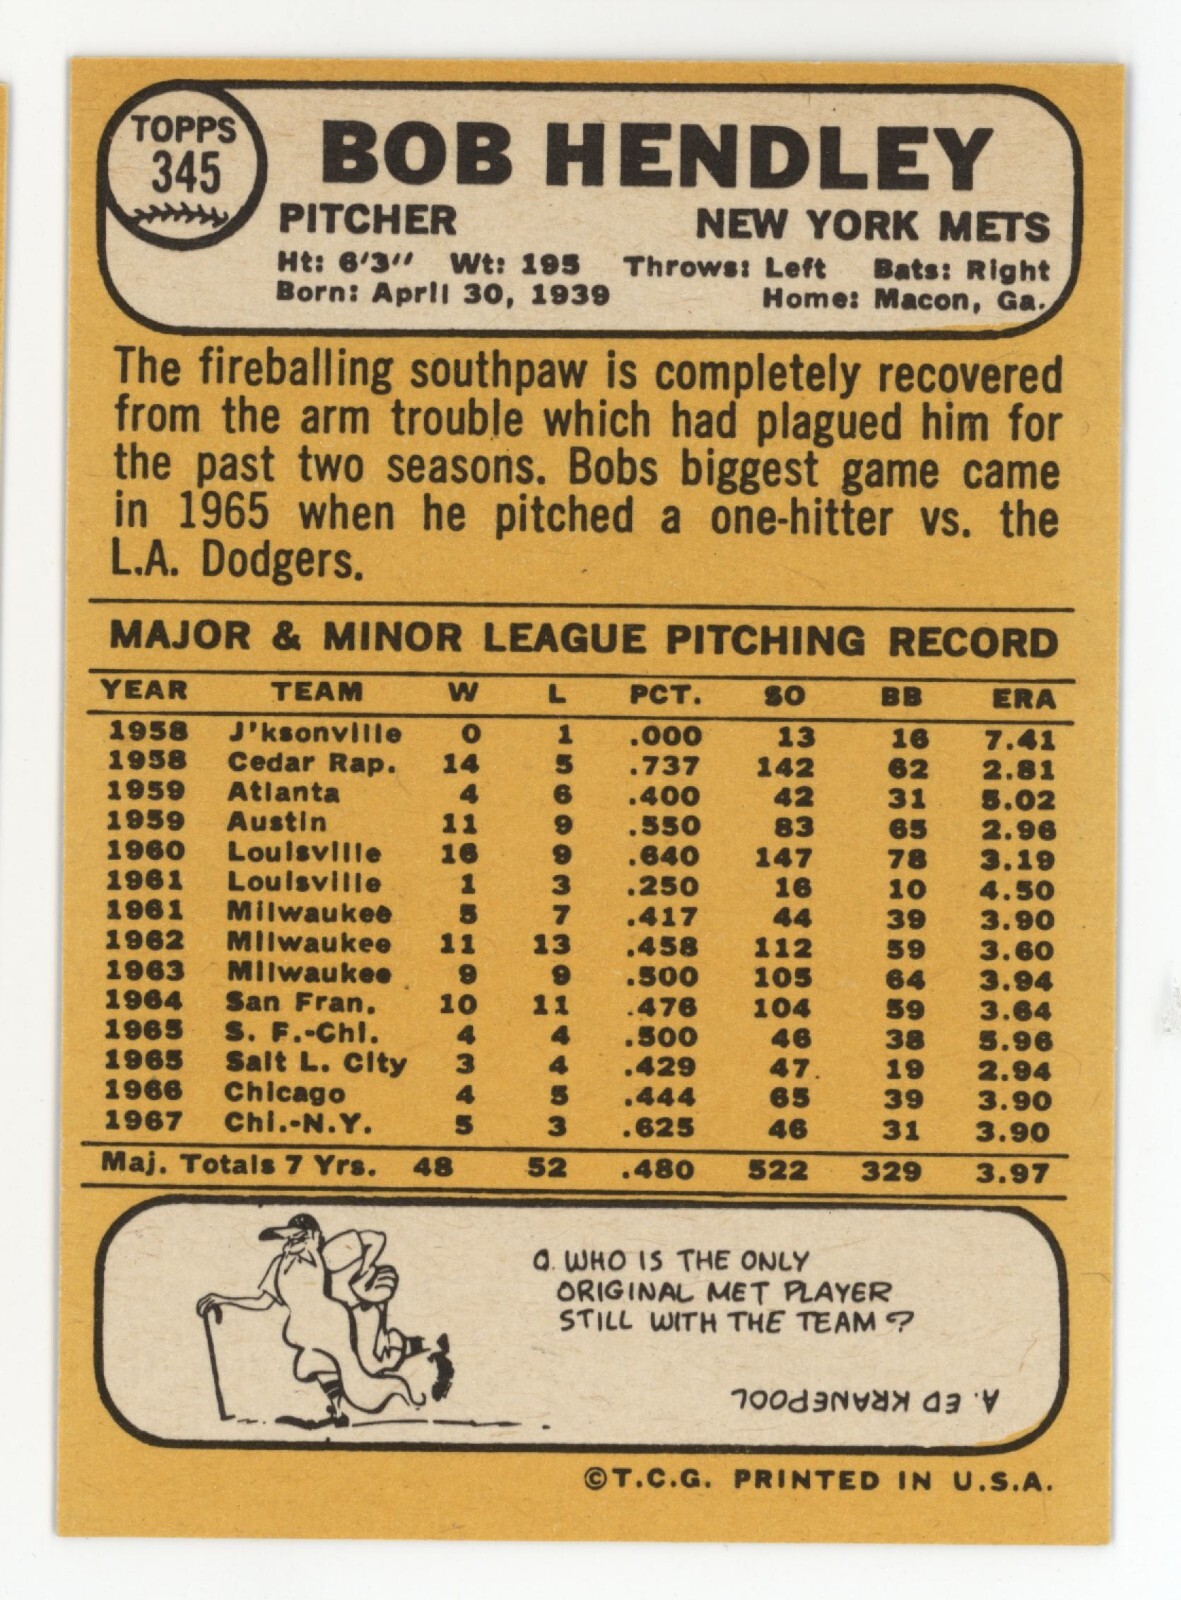 TOPPS
345
BOB HENDLEY
PITCHER NEW YORK METS
Ht: 6'3" Wt: 195 Throws: Left Bats: Right
Born: April 30, 1939 Home: Macon, Ga.
The fireballing southpaw is completely recovered
from the arm trouble which had plagued him for
the past two seasons. Bobs biggest game came
in 1965 when he pitched a one-hitter vs. the
L.A. Dodgers.
MAJOR & MINOR LEAGUE PITCHING RECORD
YEAR TEAM W L PCT. SO BB ERA
1958 J'ksonville 0 1 .000 13 16 7.41
1958 Cedar Rap. 14 5 .737 142 62 2.81
1959 Atlanta 4 6 .400 42 31 5.02
1959 Austin 11 9 .550 83 65 2.96
1960 Louisville 16 9 .640 147 78 3.19
1961 Louisville 1 3 .250 16 10 4.50
1961 Milwaukee 5 7 .417 44 39 3.90
1962 Milwaukee 11 13 .458 112 59 3.60
1963 Milwaukee 9 9 .500 105 64 3.94
1964 San Fran. 10 11 .476 104 59 3.64
1965 S. F.-Chi. 4 4 .500 46 38 5.96
1965 Salt L. City 3 4 .429 47 19 2.94
1966 Chicago 4 5 .444 65 39 3.90
1967 Chi.-N.Y. 5 3 .625 46 31 3.90
Maj. Totals 7 Yrs. 48 52 .480 522 329 3.97
Q. WHO IS THE ONLY
ORIGINAL MET PLAYER
STILL WITH THE TEAM?
A. ED KRANEPOOL
©T.C.G. PRINTED IN U.S.A.